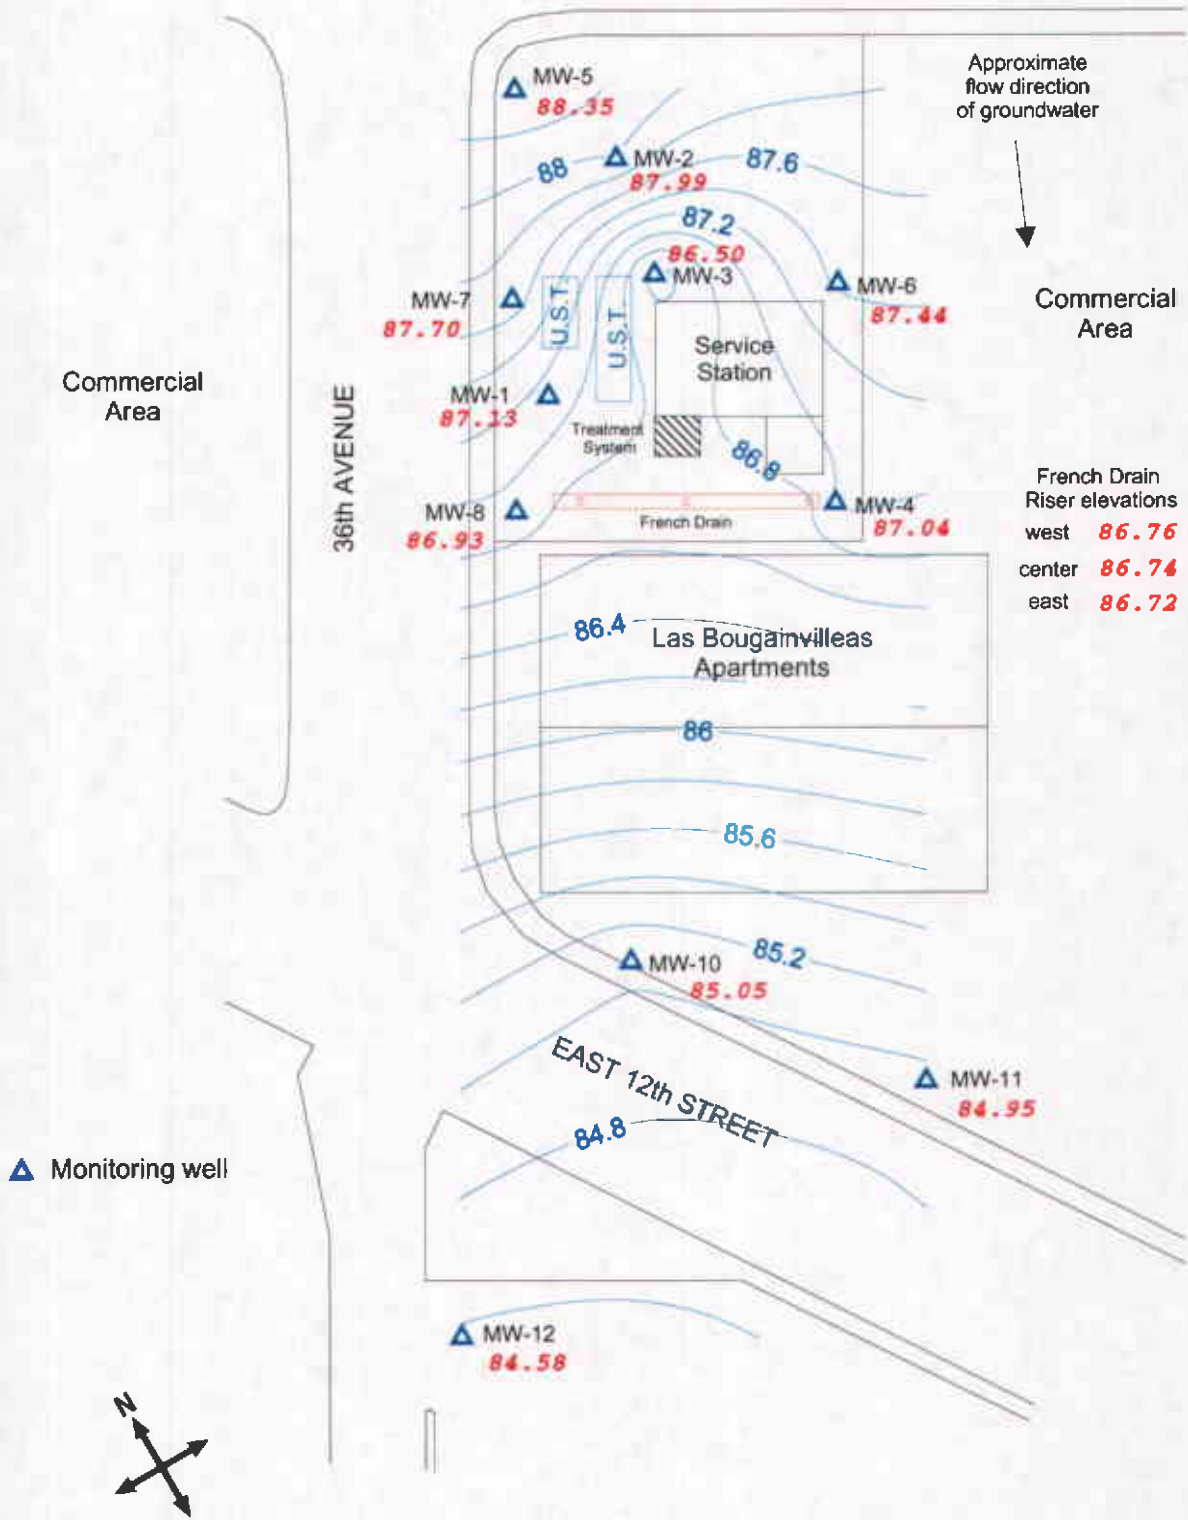 MW-5
88.35
Approximate
flow direction
of groundwater
88
MW-2
87.99
87.6
87.2
86.50
MW-3
MW-7
87.70
U.S.T.
U.S.T.
MW-6
87.44
Commercial
Area
Service
Station
Commercial
Area
36th AVENUE
MW-1
87.13
Treatment
System
86.8
MW-8
86.93
French Drain
MW-4
87.04
French Drain
Riser elevations
west 86.76
center 86.74
east 86.72
86.4
Las Bougainvilleas
Apartments
86
85.6
85.2
MW-10
85.05
EAST 12th STREET
MW-11
84.95
84.8
Monitoring well
MW-12
84.58
N